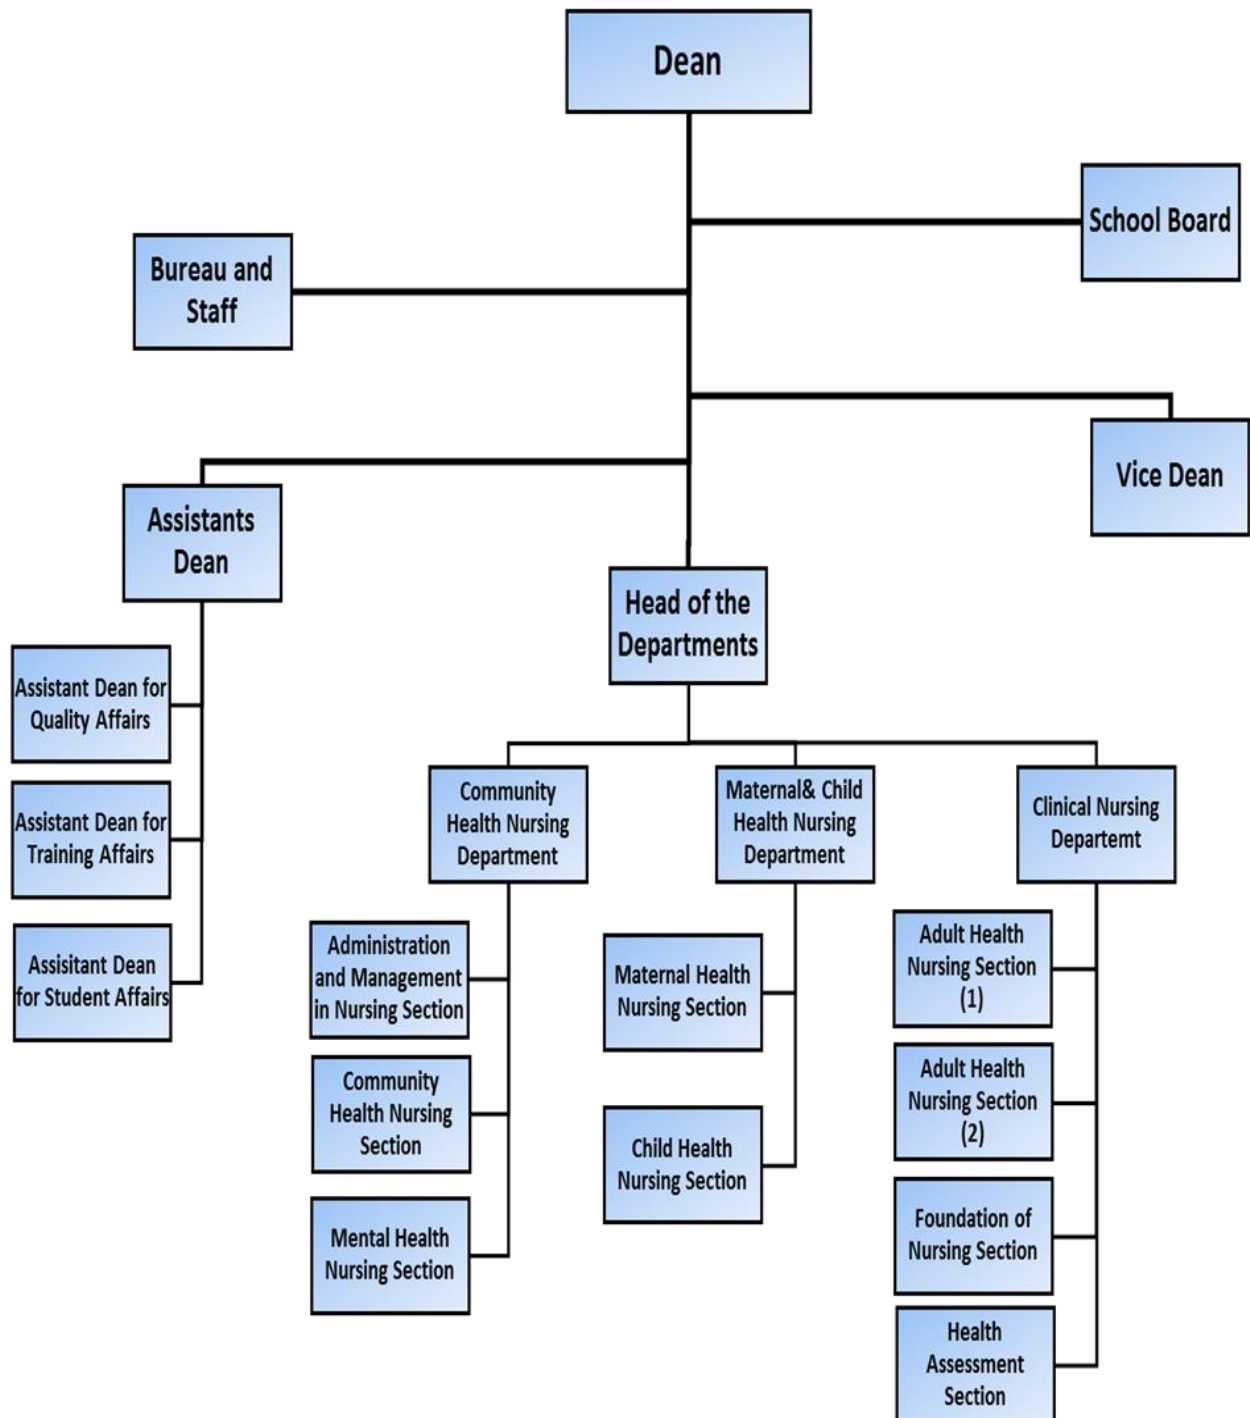 Dean
School Board
Bureau and
Staff
Vice Dean
Assistants
Dean
Head of the
Departments
Assistant Dean for
Quality Affairs
Assistant Dean for
Training Affairs
Assisitant Dean
for Student Affairs
Community
Health Nursing
Department
Maternal& Child
Health Nursing
Department
Clinical Nursing
Departemt
Administration
and Management
in Nursing Section
Community
Health Nursing
Section
Mental Health
Nursing Section
Maternal Health
Nursing Section
Child Health
Nursing Section
Adult Health
Nursing Section
(1)
Adult Health
Nursing Section
(2)
Foundation of
Nursing Section
Health
Assessment
Section